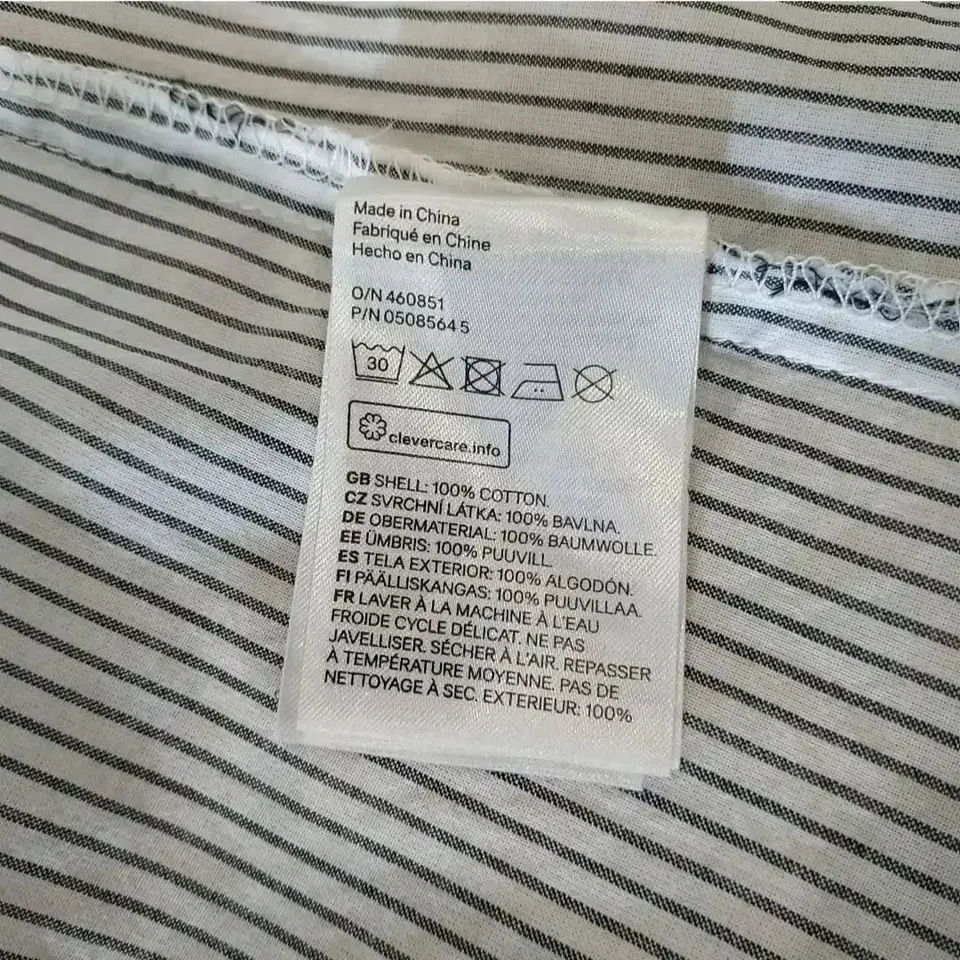 Made in China
Fabriqué en Chine
Hecho en China
O/N 460851
P/N 0508564 5
30
clevercare.info
GB SHELL: 100% COTTON.
CZ SVRCHNÍ LÁTKA: 100% BAVLNA.
DE OBERMATERIAL: 100% BAUMWOLLE.
EE ÜMBRIS: 100% PUUVILL.
ES TELA EXTERIOR: 100% ALGODÓN.
FI PÄÄLLISKANGAS: 100% PUUVILLAA.
FR LAVER À LA MACHINE À L'EAU
FROIDE CYCLE DÉLICAT. NE PAS
JAVELLISER. SÉCHER À L'AIR. REPASSER
À TEMPÉRATURE MOYENNE. PAS DE
NETTOYAGE À SEC. EXTERIEUR: 100%